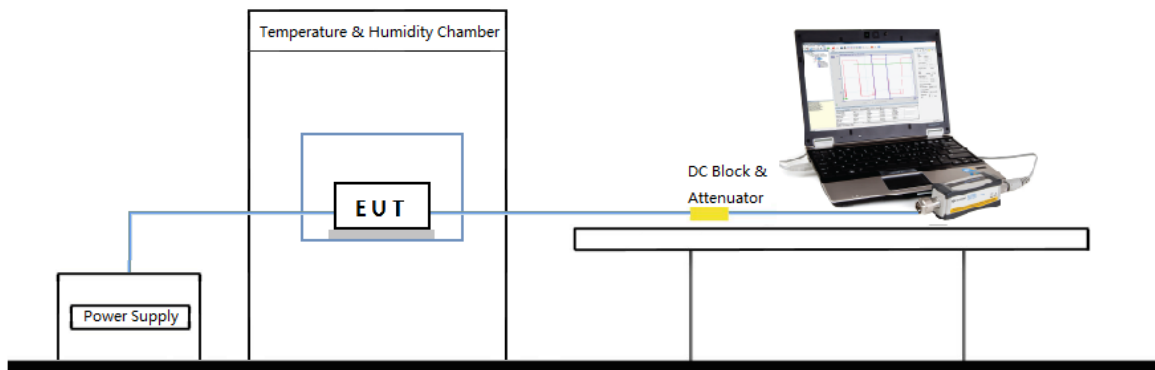 Temperature & Humidity Chamber
DC Block &
Attenuator
EUT
Power Supply